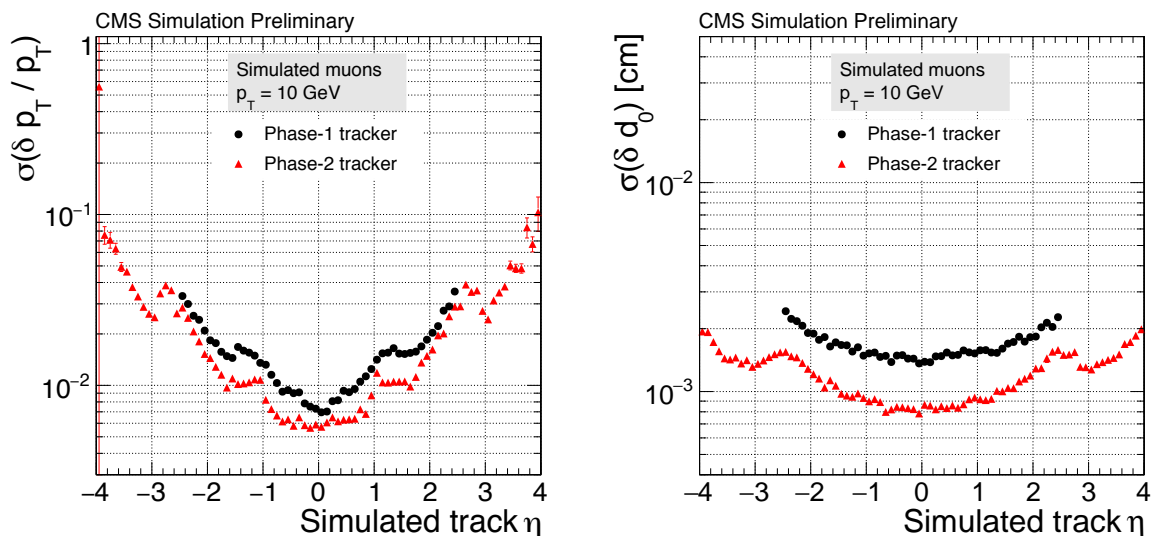 CMS Simulation Preliminary
σ(δ p_T / p_T)
1
10⁻¹
10⁻²
Simulated muons
p_T = 10 GeV
Phase-1 tracker
Phase-2 tracker
−4 −3 −2 −1 0 1 2 3 4
Simulated track η
CMS Simulation Preliminary
σ(δ d_0) [cm]
10⁻²
10⁻³
Simulated muons
p_T = 10 GeV
Phase-1 tracker
Phase-2 tracker
−4 −3 −2 −1 0 1 2 3 4
Simulated track η